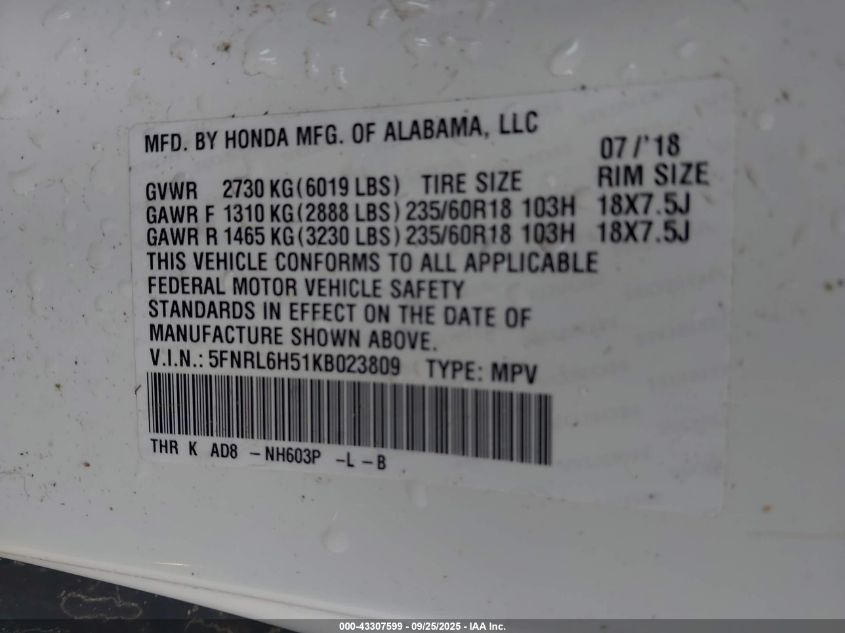 MFD. BY HONDA MFG. OF ALABAMA, LLC 07/'18
GVWR 2730 KG(6019 LBS) TIRE SIZE RIM SIZE
GAWR F 1310 KG(2888 LBS) 235/60R18 103H 18X7.5J
GAWR R 1465 KG(3230 LBS) 235/60R18 103H 18X7.5J
THIS VEHICLE CONFORMS TO ALL APPLICABLE
FEDERAL MOTOR VEHICLE SAFETY
STANDARDS IN EFFECT ON THE DATE OF
MANUFACTURE SHOWN ABOVE.
V.I.N.: 5FNRL6H51KB023809 TYPE: MPV
THR K AD8 -NH603P -L -B
000-43307599 - 09/25/2025 - IAA Inc.